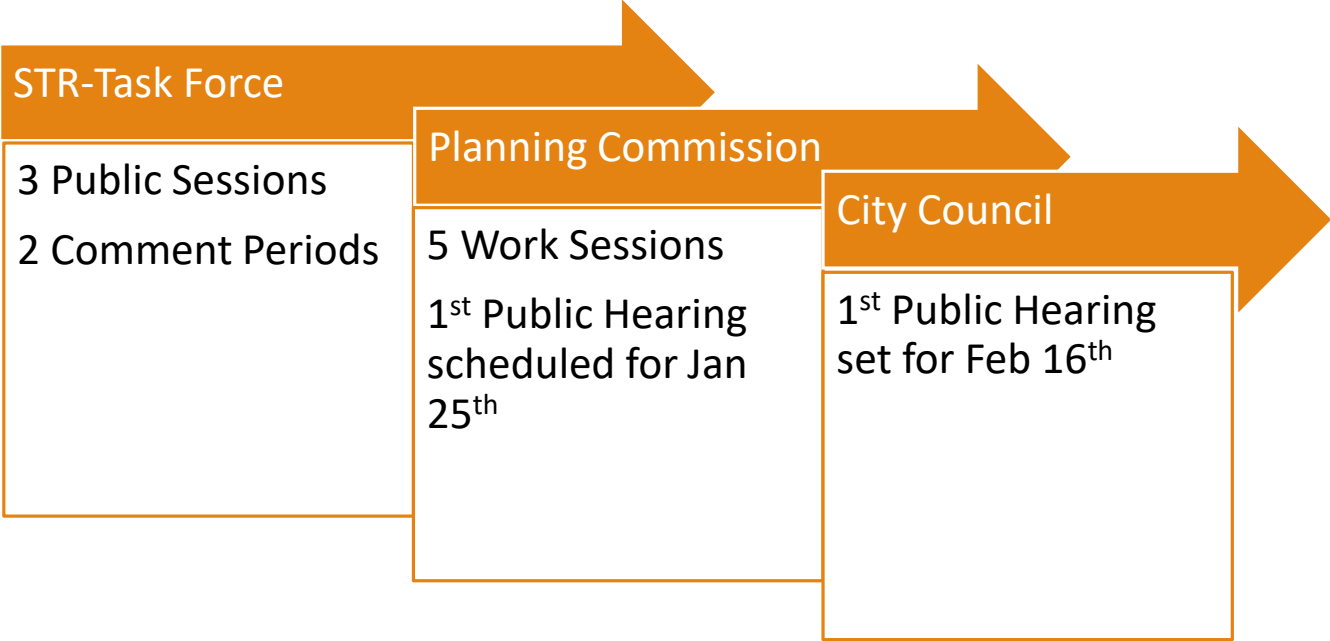 STR-Task Force
3 Public Sessions
2 Comment Periods
Planning Commission
5 Work Sessions
1st Public Hearing
scheduled for Jan
25th
City Council
1st Public Hearing
set for Feb 16th